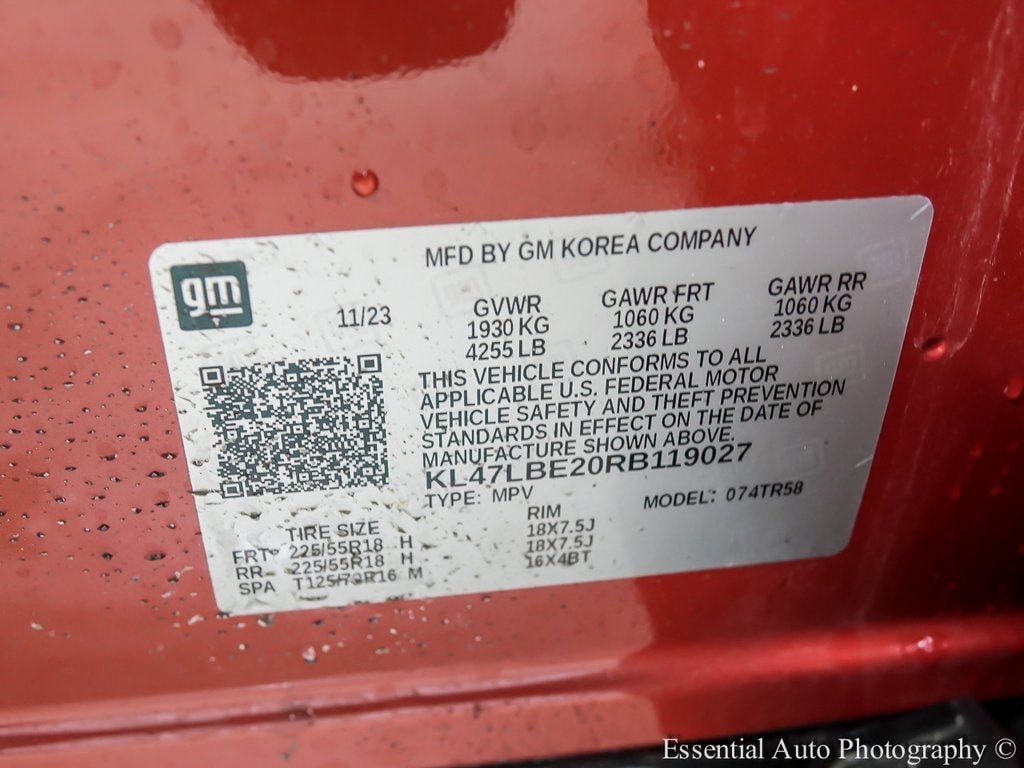 MFD BY GM KOREA COMPANY
gm
11/23
GVWR GAWR FRT GAWR RR
1930 KG 1060 KG 1060 KG
4255 LB 2336 LB 2336 LB
THIS VEHICLE CONFORMS TO ALL
APPLICABLE U.S. FEDERAL MOTOR
VEHICLE SAFETY AND THEFT PREVENTION
STANDARDS IN EFFECT ON THE DATE OF
MANUFACTURE SHOWN ABOVE.
KL47LBE20RB119027
TYPE: MPV MODEL: 074TR58
TIRE SIZE RIM
FRT 225/55R18 H 18X7.5J
RR 225/55R18 H 18X7.5J
SPA T125/70R16 M 16X4BT
Essential Auto Photography ©